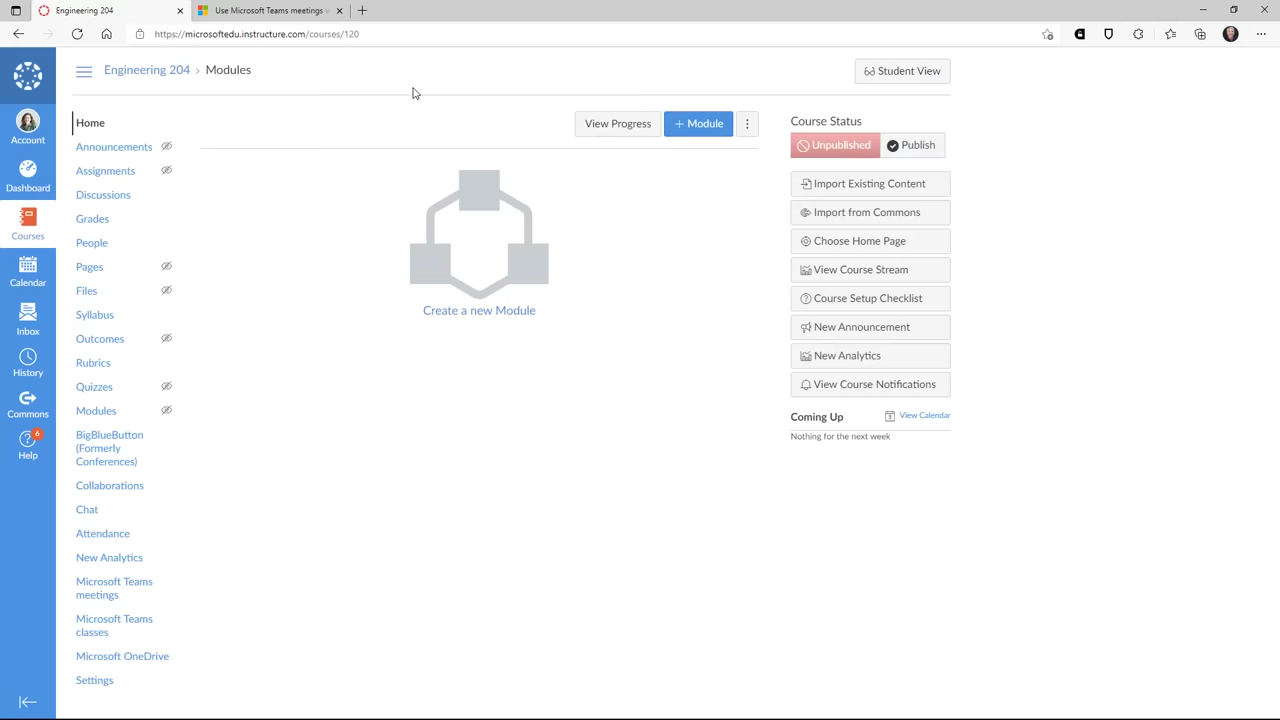 Engineering 204
Use Microsoft Teams meetings w
https://microsoftedu.instructure.com/courses/120
Engineering 204 › Modules
Student View
Account
Dashboard
Courses
Calendar
Inbox
History
Commons
6
Help
Home
Announcements
Assignments
Discussions
Grades
People
Pages
Files
Syllabus
Outcomes
Rubrics
Quizzes
Modules
BigBlueButton
(Formerly
Conferences)
Collaborations
Chat
Attendance
New Analytics
Microsoft Teams
meetings
Microsoft Teams
classes
Microsoft OneDrive
Settings
View Progress
+ Module
Create a new Module
Course Status
Unpublished
Publish
Import Existing Content
Import from Commons
Choose Home Page
View Course Stream
Course Setup Checklist
New Announcement
New Analytics
View Course Notifications
Coming Up
View Calendar
Nothing for the next week